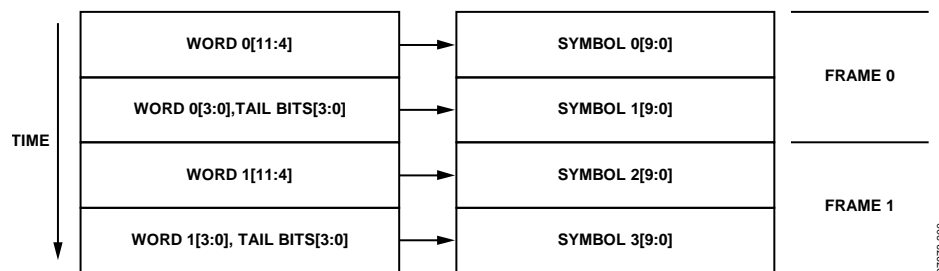 TIME
WORD 0[11:4]
SYMBOL 0[9:0]
WORD 0[3:0],TAIL BITS[3:0]
SYMBOL 1[9:0]
FRAME 0
WORD 1[11:4]
SYMBOL 2[9:0]
WORD 1[3:0], TAIL BITS[3:0]
SYMBOL 3[9:0]
FRAME 1